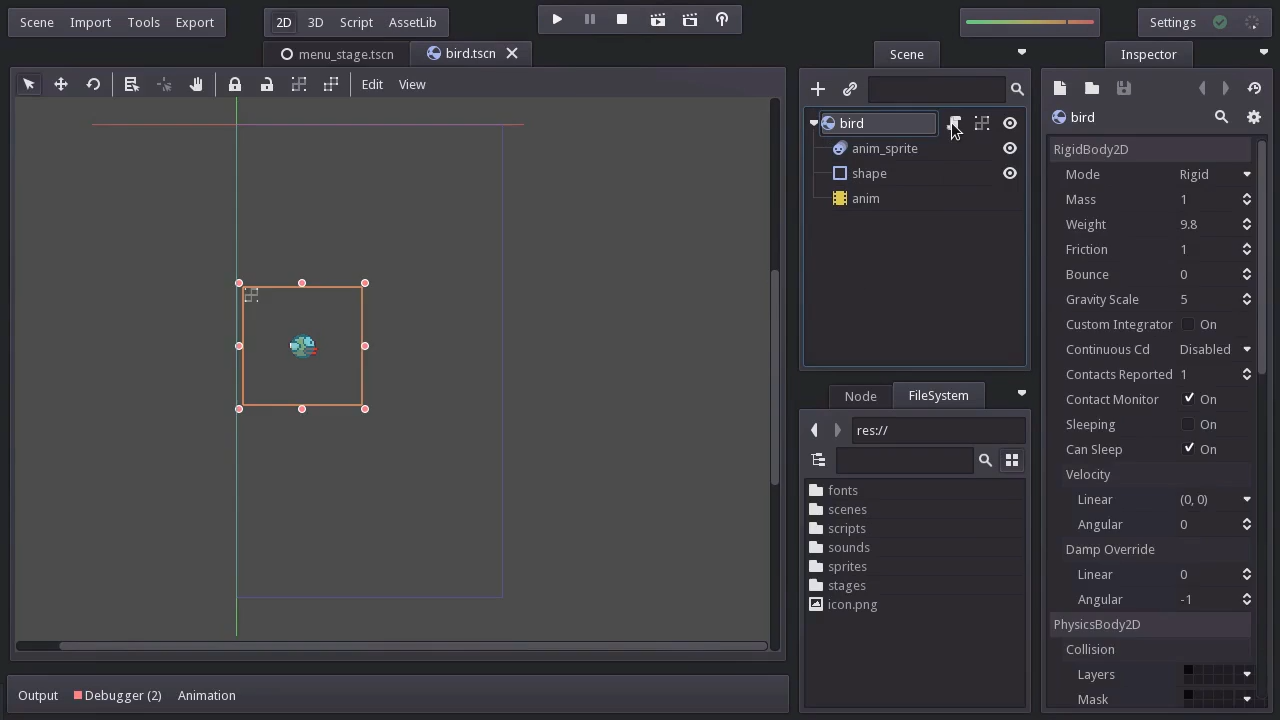 Scene Import Tools Export 2D 3D Script AssetLib Settings
menu_stage.tscn bird.tscn
Edit View
Output Debugger (2) Animation
Scene
bird
anim_sprite
shape
anim
Node FileSystem
res://
fonts
scenes
scripts
sounds
sprites
stages
icon.png
Inspector
bird
RigidBody2D
Mode Rigid
Mass 1
Weight 9.8
Friction 1
Bounce 0
Gravity Scale 5
Custom Integrator On
Continuous Cd Disabled
Contacts Reported 1
Contact Monitor On
Sleeping On
Can Sleep On
Velocity
Linear (0, 0)
Angular 0
Damp Override
Linear 0
Angular -1
PhysicsBody2D
Collision
Layers
Mask